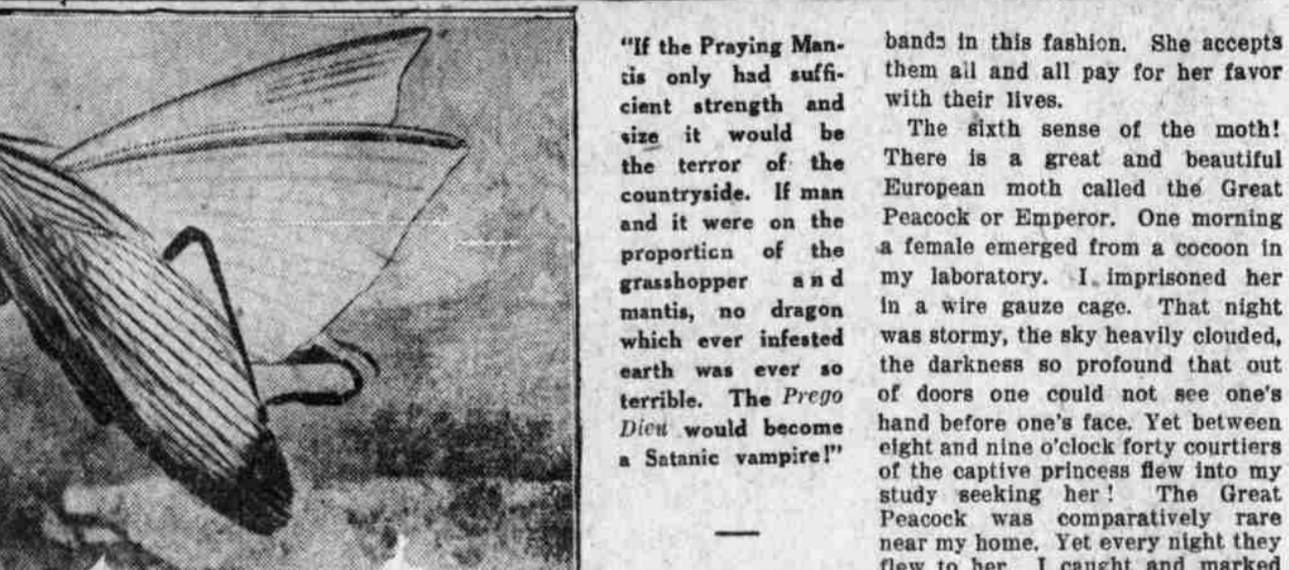 "If the Praying Man-
tis only had suffi-
cient strength and
size it would be
the terror of the
countryside. If man
and it were on the
proportion of the
grasshopper and
mantis, no dragon
which ever infested
earth was ever so
terrible. The Prego
Dieu would become
a Satanic vampire!"
bands in this fashion. She accepts
them all and all pay for her favor
with their lives.
The sixth sense of the moth!
There is a great and beautiful
European moth called the Great
Peacock or Emperor. One morning
a female emerged from a cocoon in
my laboratory. I imprisoned her
in a wire gauze cage. That night
was stormy, the sky heavily clouded,
the darkness so profound that out
of doors one could not see one's
hand before one's face. Yet between
eight and nine o'clock forty courtiers
of the captive princess flew into my
study seeking her! The Great
Peacock was comparatively rare
near my home. Yet every night they
flew to her. I caught and marked